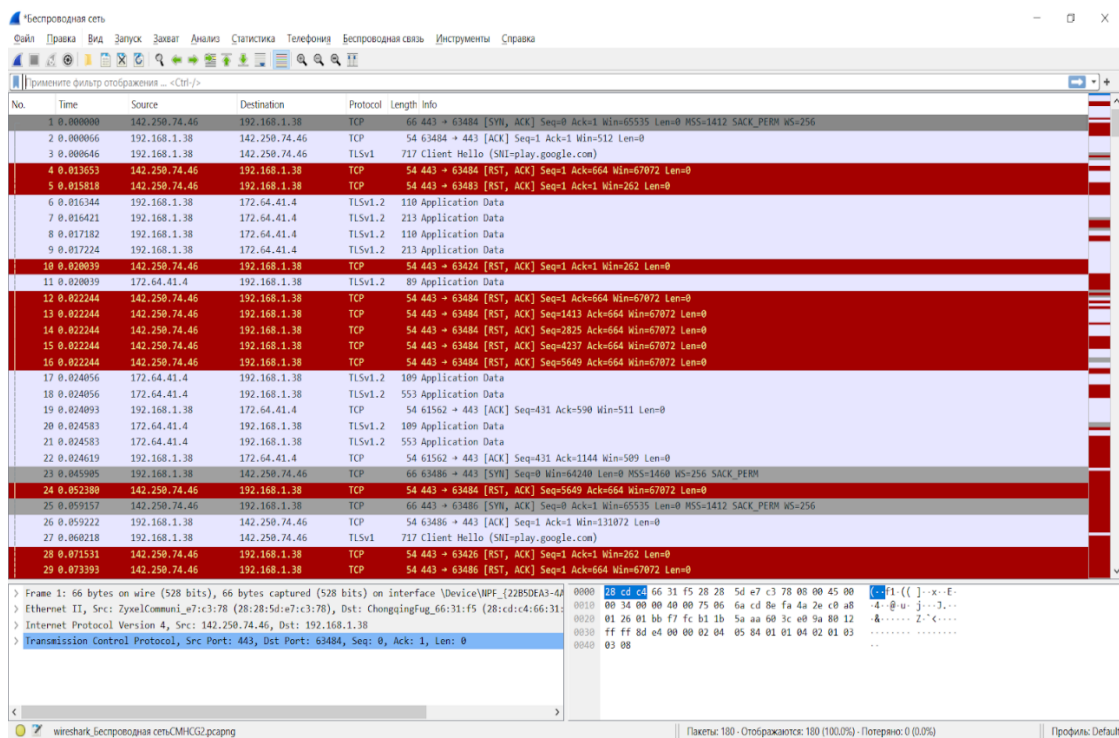 *Беспроводная сеть
Файл Правка Вид Запуск Захват Анализ Статистика Телефония Беспроводная связь Инструменты Справка
Примените фильтр отображения ... <Ctrl-/>
No. Time Source Destination Protocol Length Info
1 0.000000 142.250.74.46 192.168.1.38 TCP 66 443 → 63484 [SYN, ACK] Seq=0 Ack=1 Win=65535 Len=0 MSS=1412 SACK_PERM WS=256
2 0.000066 192.168.1.38 142.250.74.46 TCP 54 63484 → 443 [ACK] Seq=1 Ack=1 Win=512 Len=0
3 0.000646 192.168.1.38 142.250.74.46 TLSv1 717 Client Hello (SNI=play.google.com)
4 0.013653 142.250.74.46 192.168.1.38 TCP 54 443 → 63484 [RST, ACK] Seq=1 Ack=664 Win=67072 Len=0
5 0.015818 142.250.74.46 192.168.1.38 TCP 54 443 → 63483 [RST, ACK] Seq=1 Ack=1 Win=262 Len=0
6 0.016344 192.168.1.38 172.64.41.4 TLSv1.2 110 Application Data
7 0.016421 192.168.1.38 172.64.41.4 TLSv1.2 213 Application Data
8 0.017182 192.168.1.38 172.64.41.4 TLSv1.2 110 Application Data
9 0.017224 192.168.1.38 172.64.41.4 TLSv1.2 213 Application Data
10 0.020039 142.250.74.46 192.168.1.38 TCP 54 443 → 63424 [RST, ACK] Seq=1 Ack=1 Win=262 Len=0
11 0.020039 172.64.41.4 192.168.1.38 TLSv1.2 89 Application Data
12 0.022244 142.250.74.46 192.168.1.38 TCP 54 443 → 63484 [RST, ACK] Seq=1 Ack=664 Win=67072 Len=0
13 0.022244 142.250.74.46 192.168.1.38 TCP 54 443 → 63484 [RST, ACK] Seq=1413 Ack=664 Win=67072 Len=0
14 0.022244 142.250.74.46 192.168.1.38 TCP 54 443 → 63484 [RST, ACK] Seq=2825 Ack=664 Win=67072 Len=0
15 0.022244 142.250.74.46 192.168.1.38 TCP 54 443 → 63484 [RST, ACK] Seq=4237 Ack=664 Win=67072 Len=0
16 0.022244 142.250.74.46 192.168.1.38 TCP 54 443 → 63484 [RST, ACK] Seq=5649 Ack=664 Win=67072 Len=0
17 0.024056 172.64.41.4 192.168.1.38 TLSv1.2 109 Application Data
18 0.024056 172.64.41.4 192.168.1.38 TLSv1.2 553 Application Data
19 0.024093 192.168.1.38 172.64.41.4 TCP 54 61562 → 443 [ACK] Seq=431 Ack=590 Win=511 Len=0
20 0.024583 172.64.41.4 192.168.1.38 TLSv1.2 109 Application Data
21 0.024583 172.64.41.4 192.168.1.38 TLSv1.2 553 Application Data
22 0.024619 192.168.1.38 172.64.41.4 TCP 54 61562 → 443 [ACK] Seq=431 Ack=1144 Win=509 Len=0
23 0.045905 192.168.1.38 142.250.74.46 TCP 66 63486 → 443 [SYN] Seq=0 Win=64240 Len=0 MSS=1460 WS=256 SACK_PERM
24 0.052380 142.250.74.46 192.168.1.38 TCP 54 443 → 63484 [RST, ACK] Seq=5649 Ack=664 Win=67072 Len=0
25 0.059157 142.250.74.46 192.168.1.38 TCP 66 443 → 63486 [SYN, ACK] Seq=0 Ack=1 Win=65535 Len=0 MSS=1412 SACK_PERM WS=256
26 0.059222 192.168.1.38 142.250.74.46 TCP 54 63486 → 443 [ACK] Seq=1 Ack=1 Win=131072 Len=0
27 0.060218 192.168.1.38 142.250.74.46 TLSv1 717 Client Hello (SNI=play.google.com)
28 0.071531 142.250.74.46 192.168.1.38 TCP 54 443 → 63426 [RST, ACK] Seq=1 Ack=1 Win=262 Len=0
29 0.073393 142.250.74.46 192.168.1.38 TCP 54 443 → 63486 [RST, ACK] Seq=1 Ack=664 Win=67072 Len=0
> Frame 1: 66 bytes on wire (528 bits), 66 bytes captured (528 bits) on interface \Device\NPF_{22B5DEA3-4
> Ethernet II, Src: ZyxelCommuni_e7:c3:78 (28:28:5d:e7:c3:78), Dst: ChongqingFug_66:31:f5 (28:cd:c4:66:31:
> Internet Protocol Version 4, Src: 142.250.74.46, Dst: 192.168.1.38
> Transmission Control Protocol, Src Port: 443, Dst Port: 63484, Seq: 0, Ack: 1, Len: 0
0000 28 cd c4 66 31 f5 28 28 5d e7 c3 78 08 00 45 00 (··f1·(( ]··x··E·
0010 00 34 00 00 40 00 75 06 6a cd 8e fa 4a 2e c0 a8 ·4··@·u· j···J.··
0020 01 26 01 bb f7 fc b1 1b 5a aa 60 3c e0 9a 80 12 ·&······ Z·`<····
0030 ff ff 8d e4 00 00 02 04 05 84 01 01 04 02 01 03 ········ ········
0040 03 08 ··
wireshark_Беспроводная сетьCMHCG2.pcapng Пакеты: 180 · Отображаются: 180 (100.0%) · Потеряно: 0 (0.0%) Профиль: Default